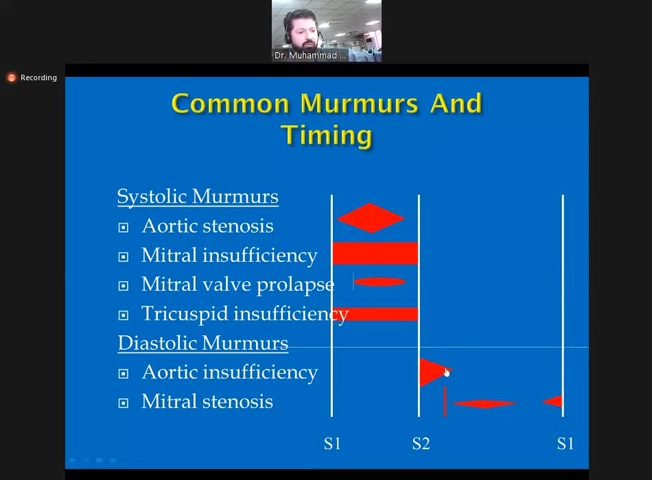 Dr. Muhammad ...
Recording
Common Murmurs And
Timing
Systolic Murmurs
Aortic stenosis
Mitral insufficiency
Mitral valve prolapse
Tricuspid insufficiency
Diastolic Murmurs
Aortic insufficiency
Mitral stenosis
S1 S2 S1